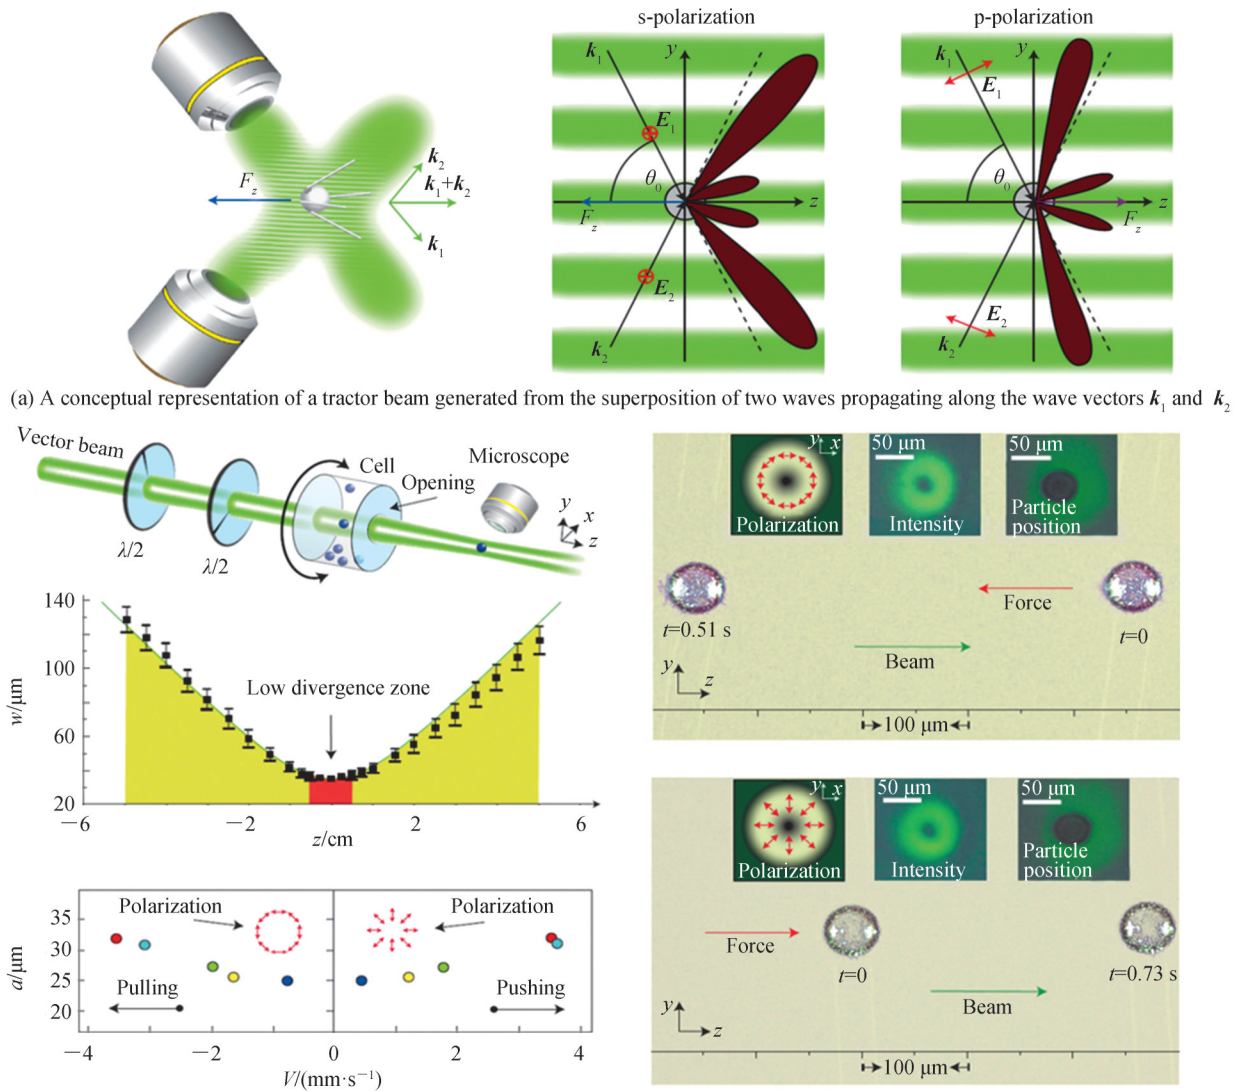 s-polarization
p-polarization
k₁
y
E₁
θ₀
F_z
z
E₂
k₂
k₁
y
E₁
θ₀
z
F_z
E₂
k₂
F_z
k₂
k₁+k₂
k₁
(a) A conceptual representation of a tractor beam generated from the superposition of two waves propagating along the wave vectors k₁ and k₂
Vector beam
Cell
Opening
Microscope
λ/2
λ/2
y
x
z
140
100
60
20
w/μm
Low divergence zone
−6
−2
2
6
z/cm
35
30
25
20
a/μm
Polarization
Polarization
Pulling
Pushing
−4
−2
0
2
4
V/(mm·s⁻¹)
y
x
Polarization
50 μm
Intensity
50 μm
Particle
position
Force
t=0.51 s
t=0
Beam
y
z
100 μm
y
x
Polarization
50 μm
Intensity
50 μm
Particle
position
Force
t=0
t=0.73 s
Beam
y
z
100 μm